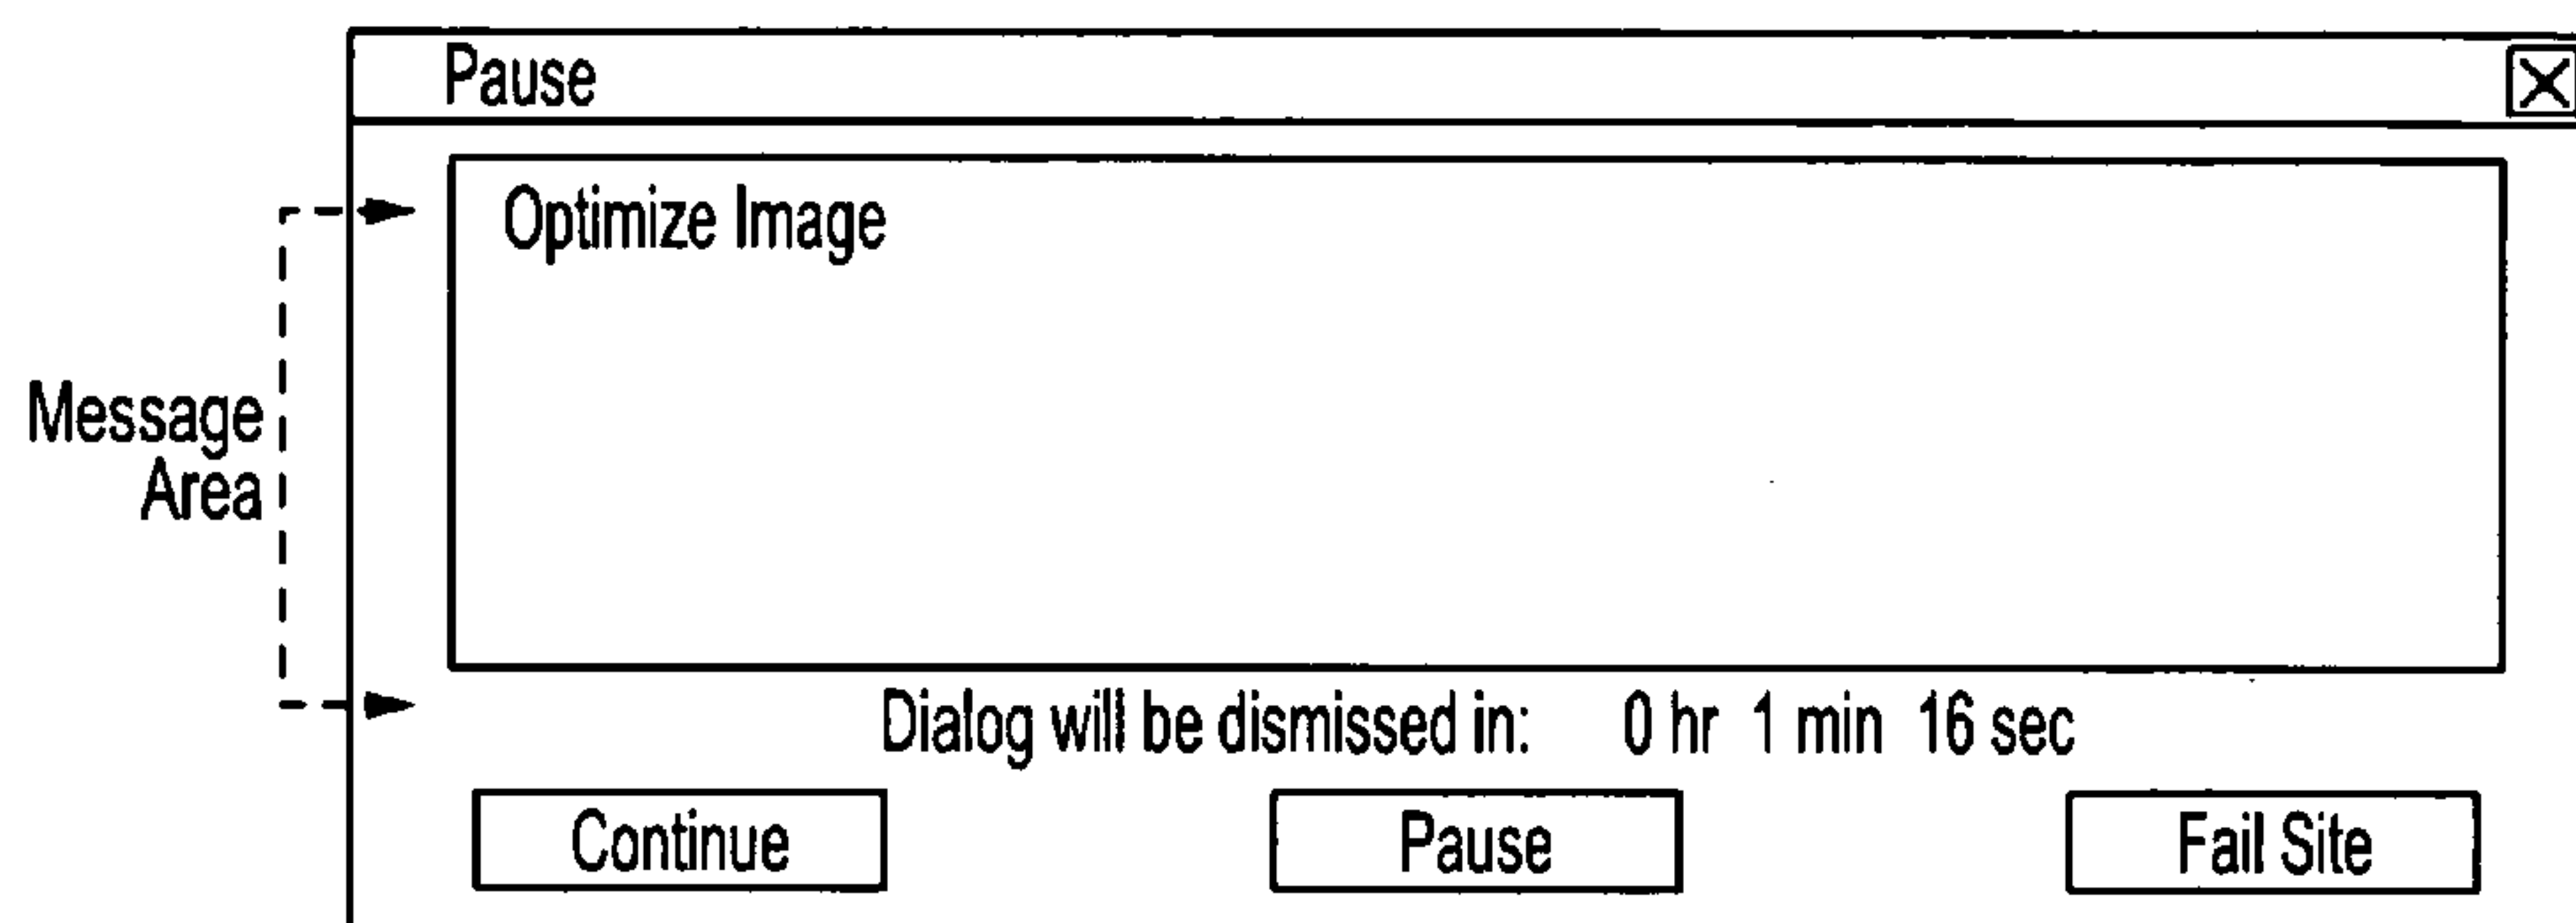 Pause
Optimize Image
Message
Area
Dialog will be dismissed in: 0 hr 1 min 16 sec
Continue Pause Fail Site